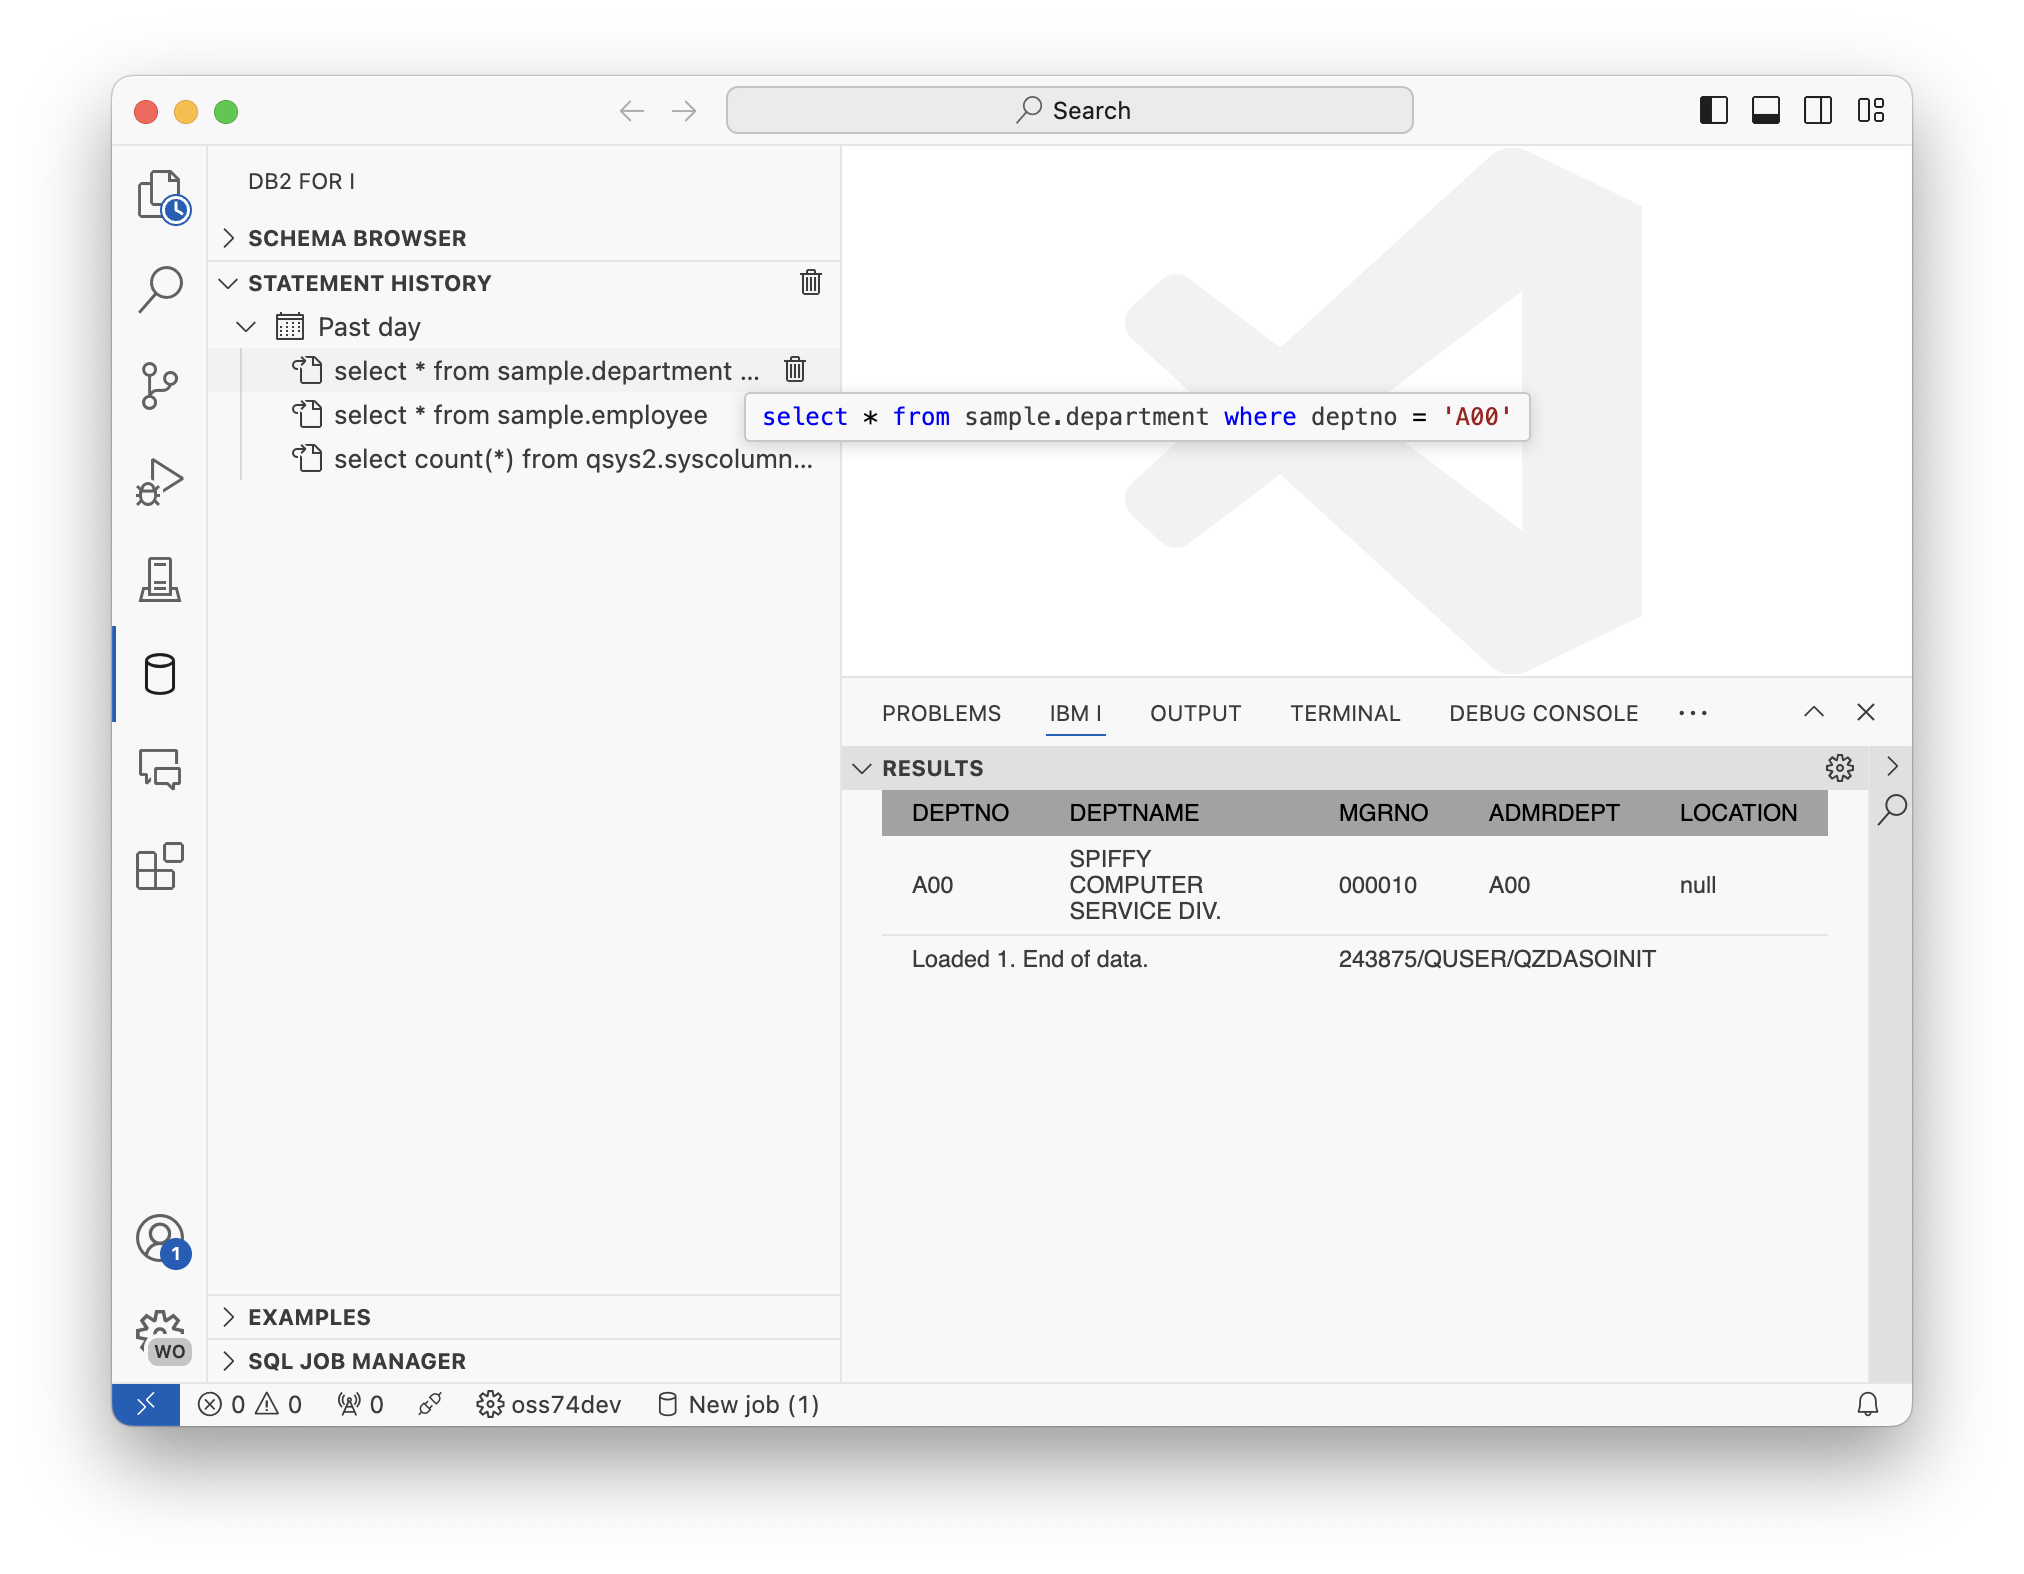 Search
DB2 FOR I
SCHEMA BROWSER
STATEMENT HISTORY
Past day
select * from sample.department ...
select * from sample.employee
select count(*) from qsys2.syscolumn...
select * from sample.department where deptno = 'A00'
PROBLEMS IBM I OUTPUT TERMINAL DEBUG CONSOLE
RESULTS
DEPTNO DEPTNAME MGRNO ADMRDEPT LOCATION
A00 SPIFFY COMPUTER SERVICE DIV. 000010 A00 null
Loaded 1. End of data. 243875/QUSER/QZDASOINIT
1
WO
EXAMPLES
SQL JOB MANAGER
0 0 0 oss74dev New job (1)